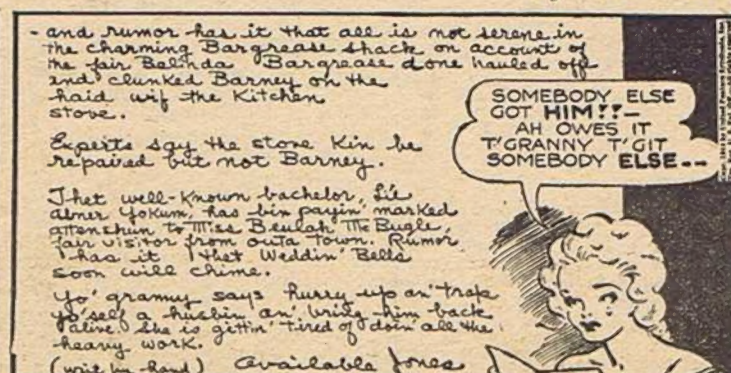 - and rumor has it that all is not serene in
the charming Bargrease shack on account of
the fair Belinda Bargrease done hauled off
and clunked Barney on the
haid wif the Kitchen
stove.
Experts say the stove kin be
repaired but not Barney.
Thet well-known bachelor, Li'l
Abner Yokum, has bin payin' marked
attenshun to Miss Beulah McBugle,
fair visitor from outa town. Rumor
has it thet Weddin' Bells
soon will chime.
Yo' granny says hurry up an' trap
yo'self a husbin an' bring him back
alive. She is gittin' tired of doin' all the
heavy work.
(writ by hand) Available Jones
SOMEBODY ELSE
GOT HIM!!-
AH OWES IT
T'GRANNY T'GIT
SOMEBODY ELSE--